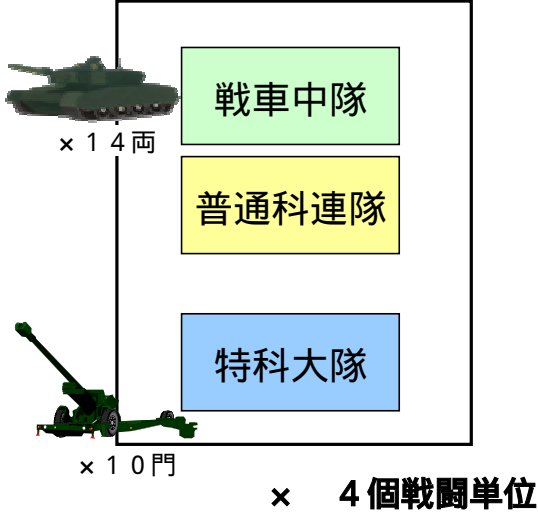 戦車中隊
×１４両
普通科連隊
特科大隊
×１０門
×　４個戦闘単位